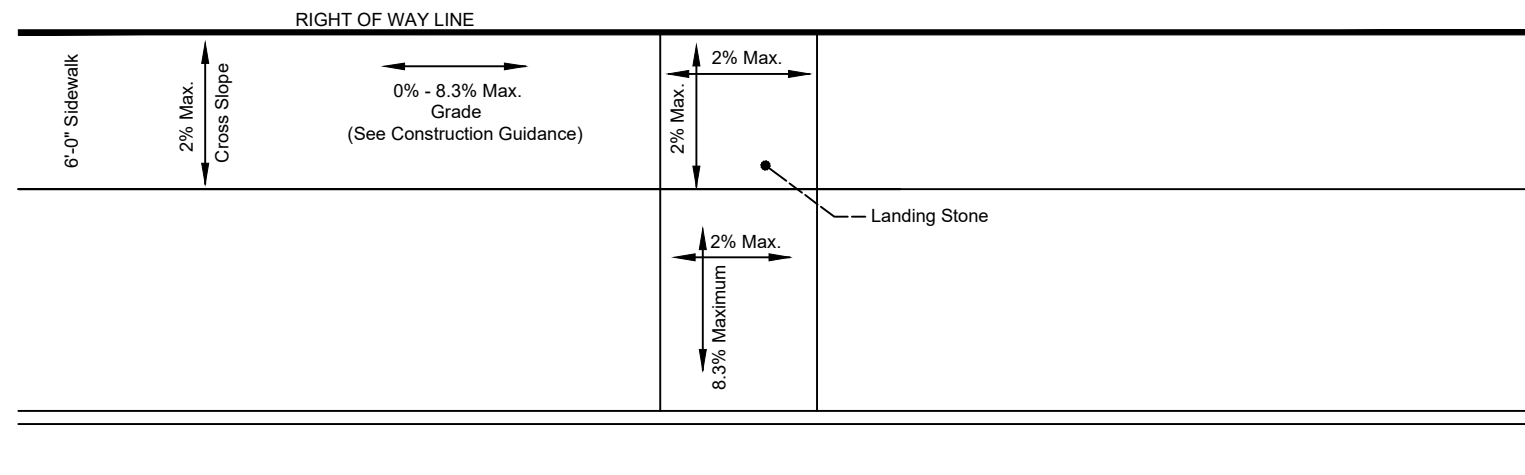 RIGHT OF WAY LINE
6'-0" Sidewalk
2% Max.
Cross Slope
0% - 8.3% Max.
Grade
(See Construction Guidance)
2% Max.
2% Max.
Landing Stone
2% Max.
8.3% Maximum